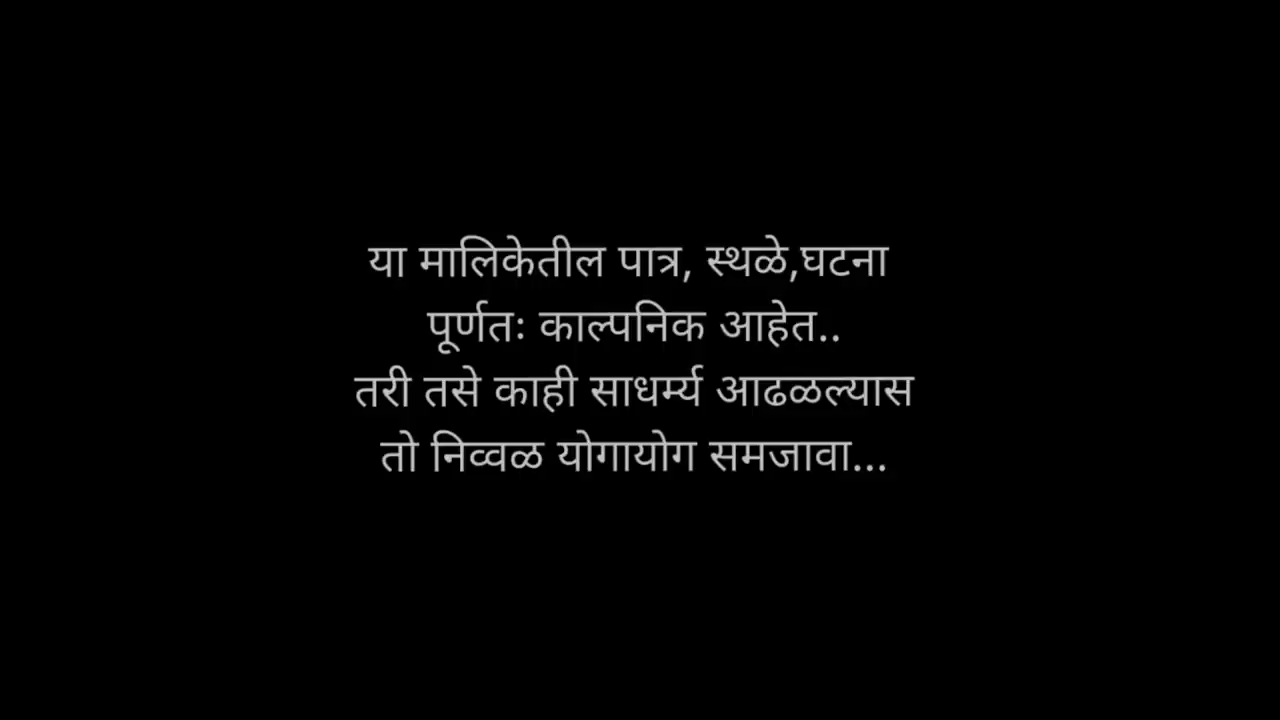 या मालिकेतील पात्र, स्थळे,घटना
पूर्णतः काल्पनिक आहेत..
तरी तसे काही साधर्म्य आढळल्यास
तो निव्वळ योगायोग समजावा...